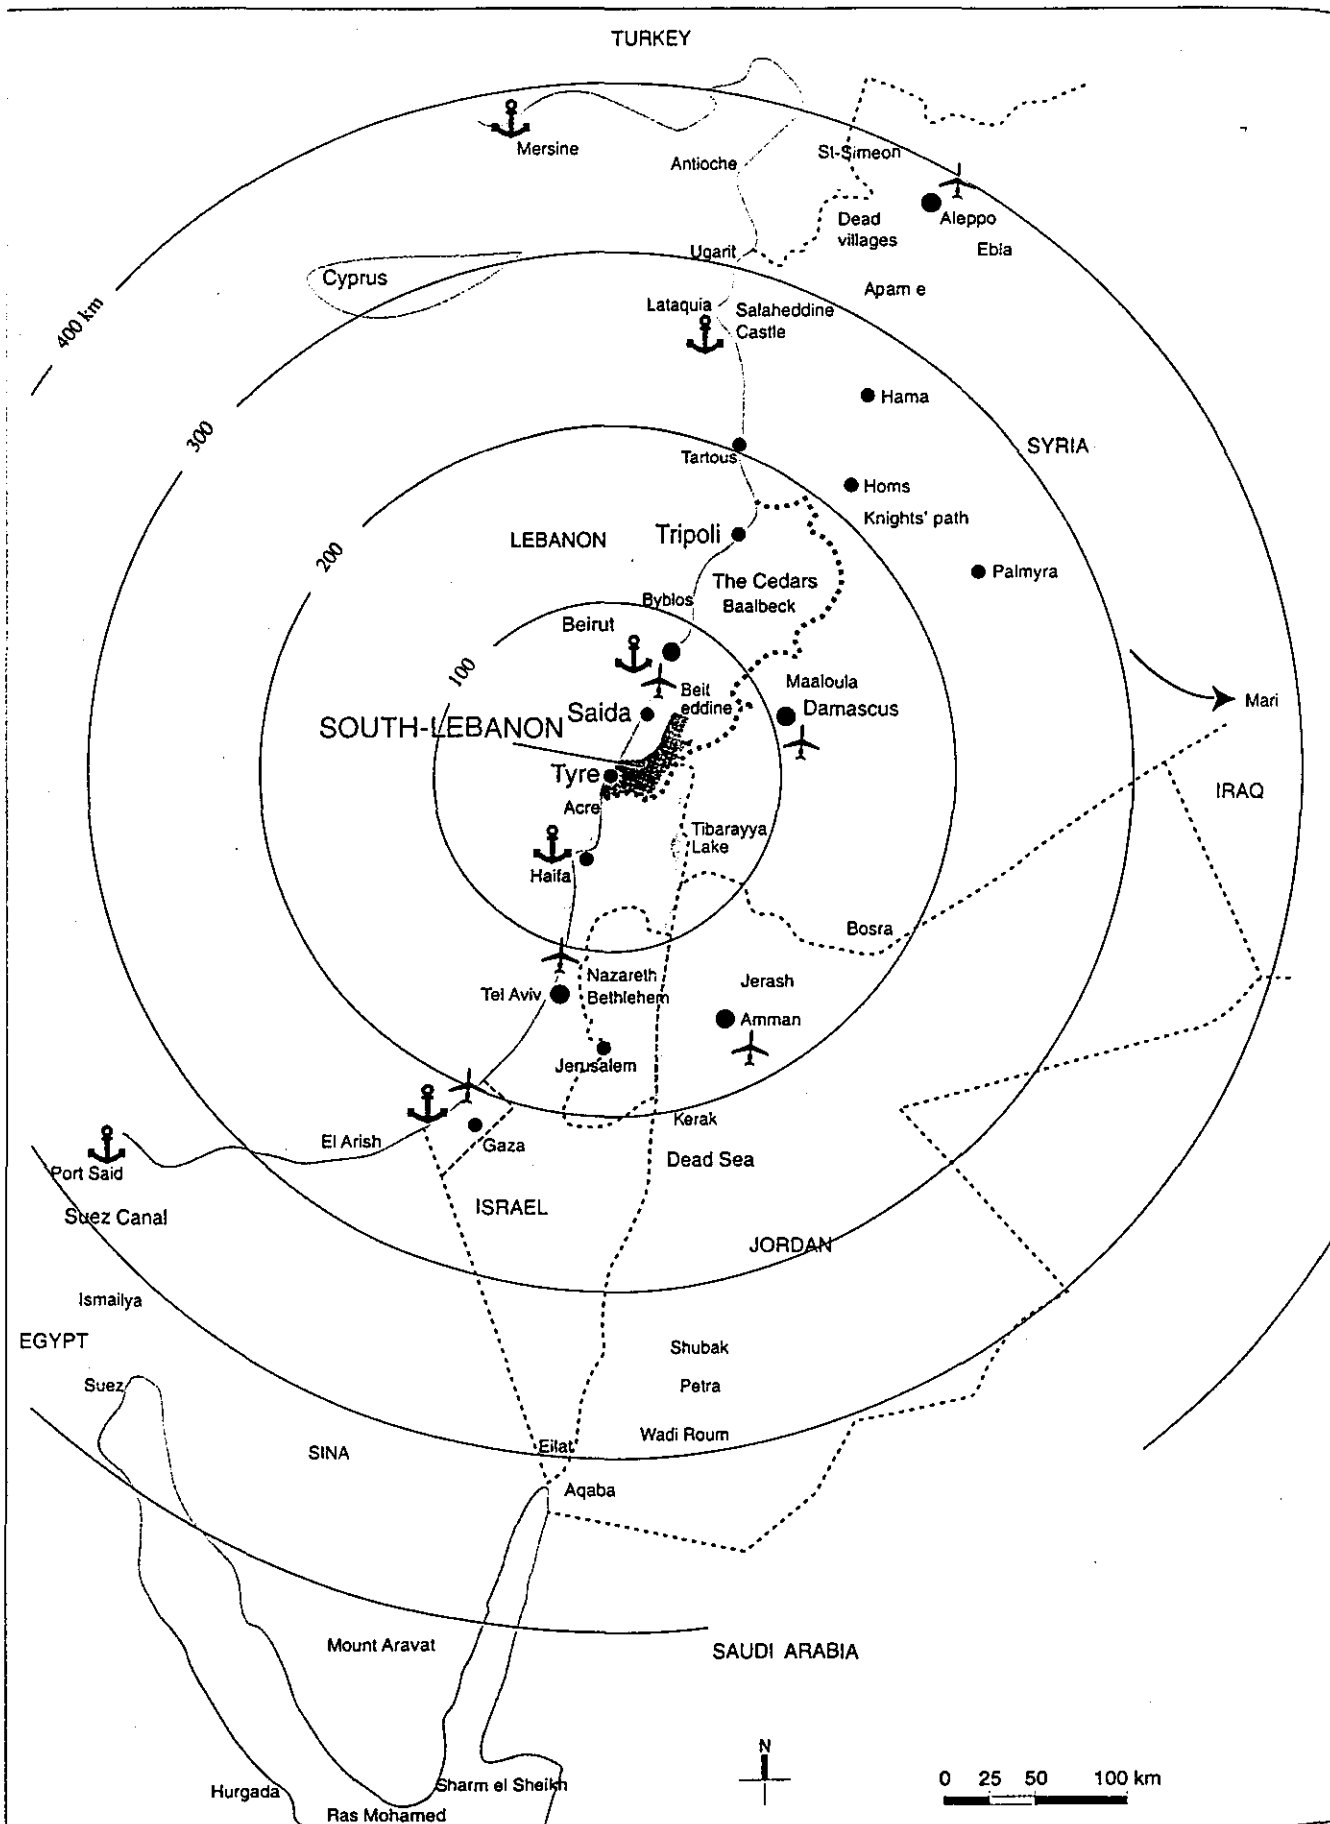 TURKEY
Mersine
Antioche
St-Simeon
Aleppo
Dead
villages
Ebla
Ugarit
Cyprus
Apam e
Lataquia
Salaheddine
Castle
400 km
Hama
300
SYRIA
Tartous
Homs
Knights' path
LEBANON
Tripoli
200
Palmyra
The Cedars
Baalbeck
Byblos
Beirut
100
Maaloula
Beit
eddine
Mari
Saida
Damascus
SOUTH-LEBANON
Tyre
IRAQ
Acre
Tibarayya
Lake
Haifa
Bosra
Nazareth
Jerash
Tel Aviv
Bethlehem
Amman
Jerusalem
Kerak
El Arish
Gaza
Dead Sea
Port Said
ISRAEL
Suez Canal
JORDAN
Ismailya
EGYPT
Shubak
Suez
Petra
Wadi Roum
Eilat
SINA
Aqaba
Mount Aravat
SAUDI ARABIA
N
0 25 50 100 km
Sharm el Sheikh
Hurgada
Ras Mohamed